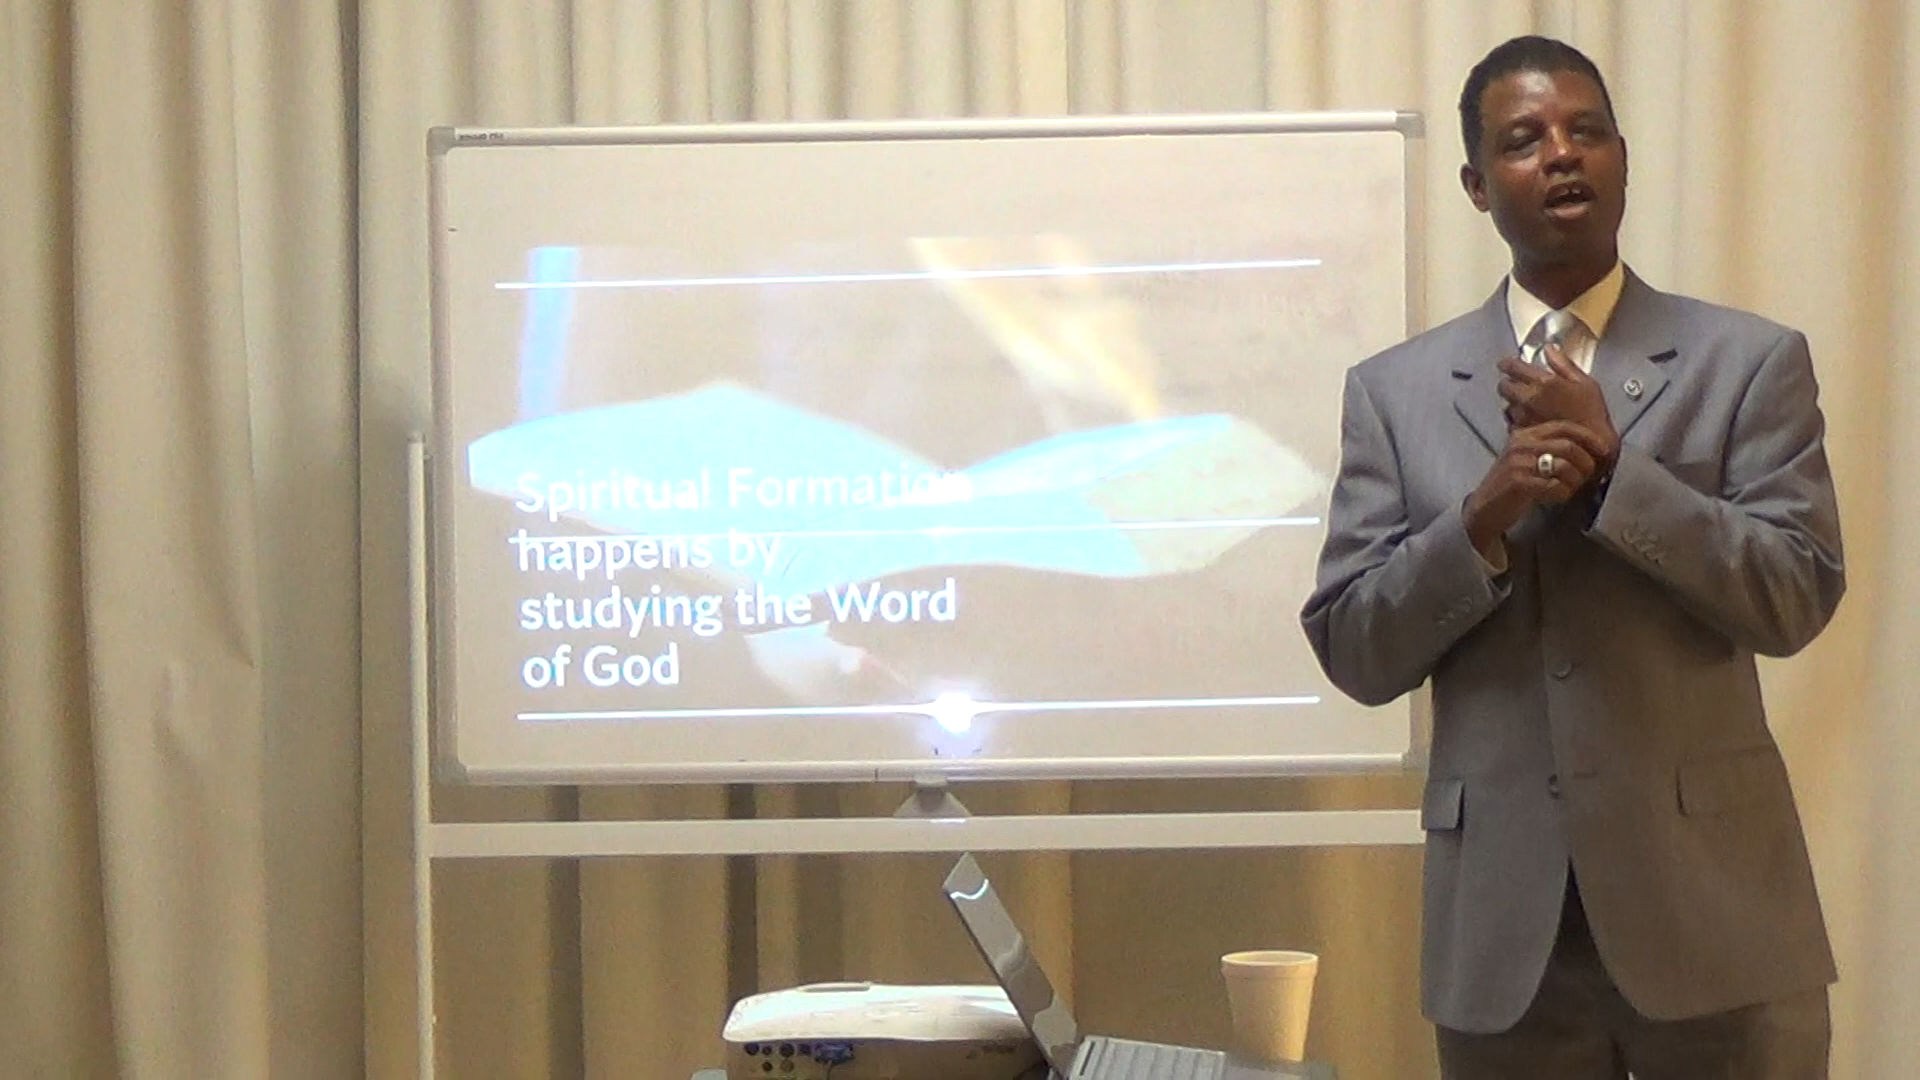 Spiritual Formation
happens by
studying the Word
of God